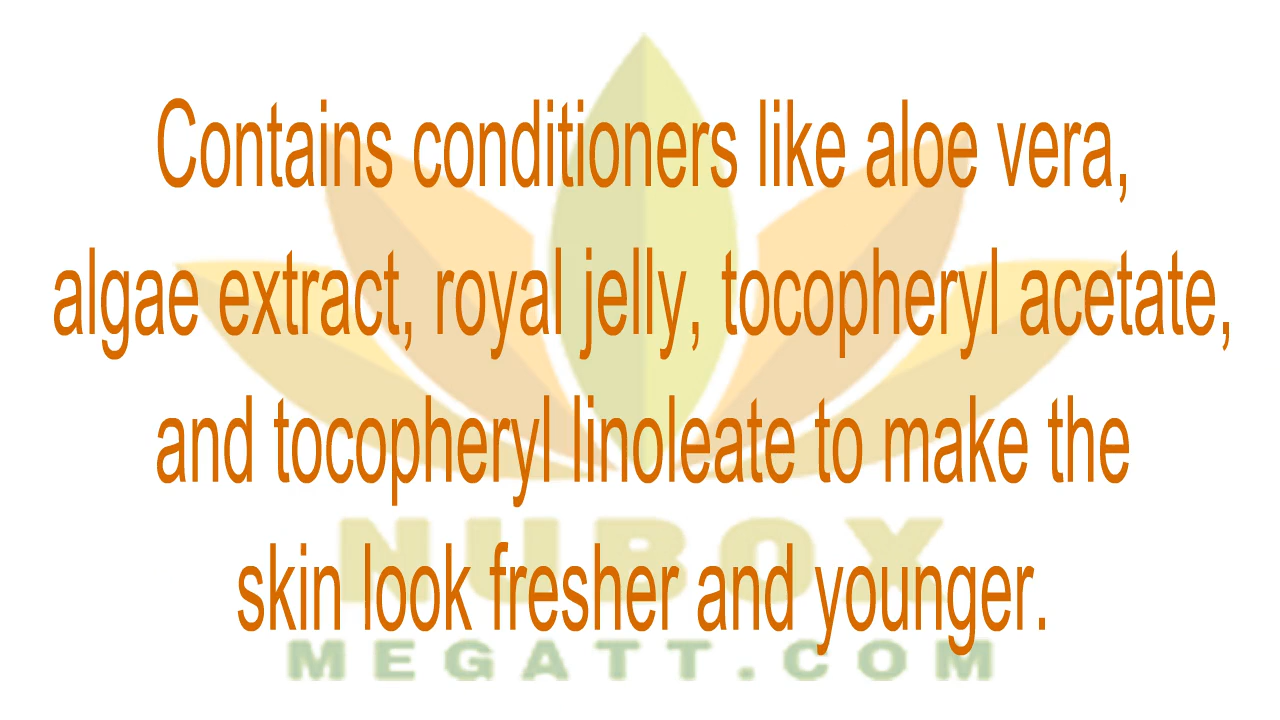 Contains conditioners like aloe vera,
algae extract, royal jelly, tocopheryl acetate,
and tocopheryl linoleate to make the
skin look fresher and younger.
NUBOX
MEGATT.COM